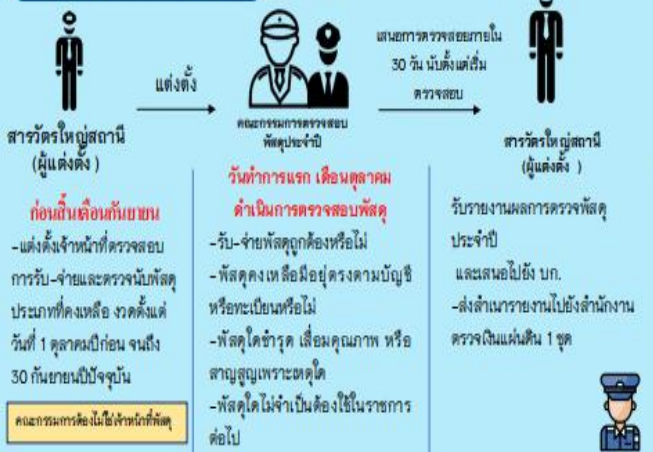 แต่งตั้ง
เสนอการตรวจสอบภายใน
30 วัน นับตั้งแต่เริ่ม
ตรวจสอบ
สารวัตรใหญ่สถานี
(ผู้แต่งตั้ง )
คณะกรรมการตรวจสอบ
พัสดุประจำปี
สารวัตรใหญ่สถานี
(ผู้แต่งตั้ง )
ก่อนสิ้นเดือนกันยายน
-แต่งตั้งเจ้าหน้าที่ตรวจสอบ
การรับ-จ่ายและตรวจนับพัสดุ
ประเภทที่คงเหลือ งวดตั้งแต่
วันที่ 1 ตุลาคมปีก่อน จนถึง
30 กันยายนปีปัจจุบัน
คณะกรรมการต้องไม่ใช่เจ้าหน้าที่พัสดุ
วันทำการแรก เดือนตุลาคม
ดำเนินการตรวจสอบพัสดุ
-รับ-จ่ายพัสดุถูกต้องหรือไม่
-พัสดุคงเหลือมีอยู่ตรงตามบัญชี
หรือทะเบียนหรือไม่
-พัสดุใดชำรุด เสื่อมคุณภาพ หรือ
สาญสูญเพราะเหตุใด
-พัสดุใดไม่จำเป็นต้องใช้ในราชการ
ต่อไป
รับรายงานผลการตรวจพัสดุ
ประจำปี
และเสนอไปยัง บก.
-ส่งสำเนารายงานไปยังสำนักงาน
ตรวจเงินแผ่นดิน 1 ชุด